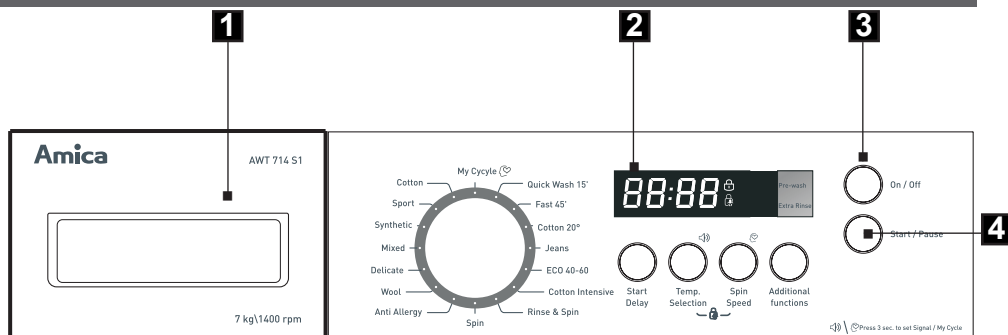 1
2
3
4
Amica
AWT 714 S1
7 kg\1400 rpm
My Cycyle
Quick Wash 15'
Fast 45'
Cotton 20°
Jeans
ECO 40-60
Cotton Intensive
Rinse & Spin
Spin
Anti Allergy
Wool
Delicate
Mixed
Synthetic
Sport
Cotton
88:88
Pre-wash
Extra Rinse
Start
Delay
Temp.
Selection
Spin
Speed
Additional
functions
On / Off
Start / Pause
\ Press 3 sec. to set Signal / My Cycle